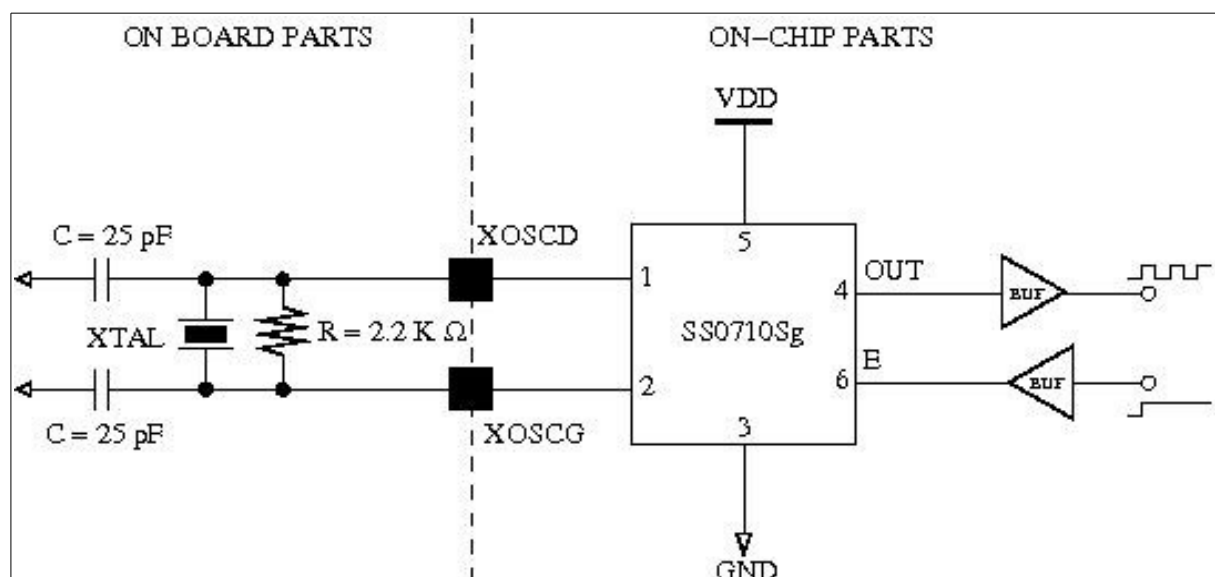 ON BOARD PARTS
ON-CHIP PARTS
VDD
C = 25 pF
XOSCD
5
1
OUT
4
BUF
XTAL
R = 2.2 K Ω
SS0710Sg
E
2
6
BUF
C = 25 pF
XOSCG
3
GND